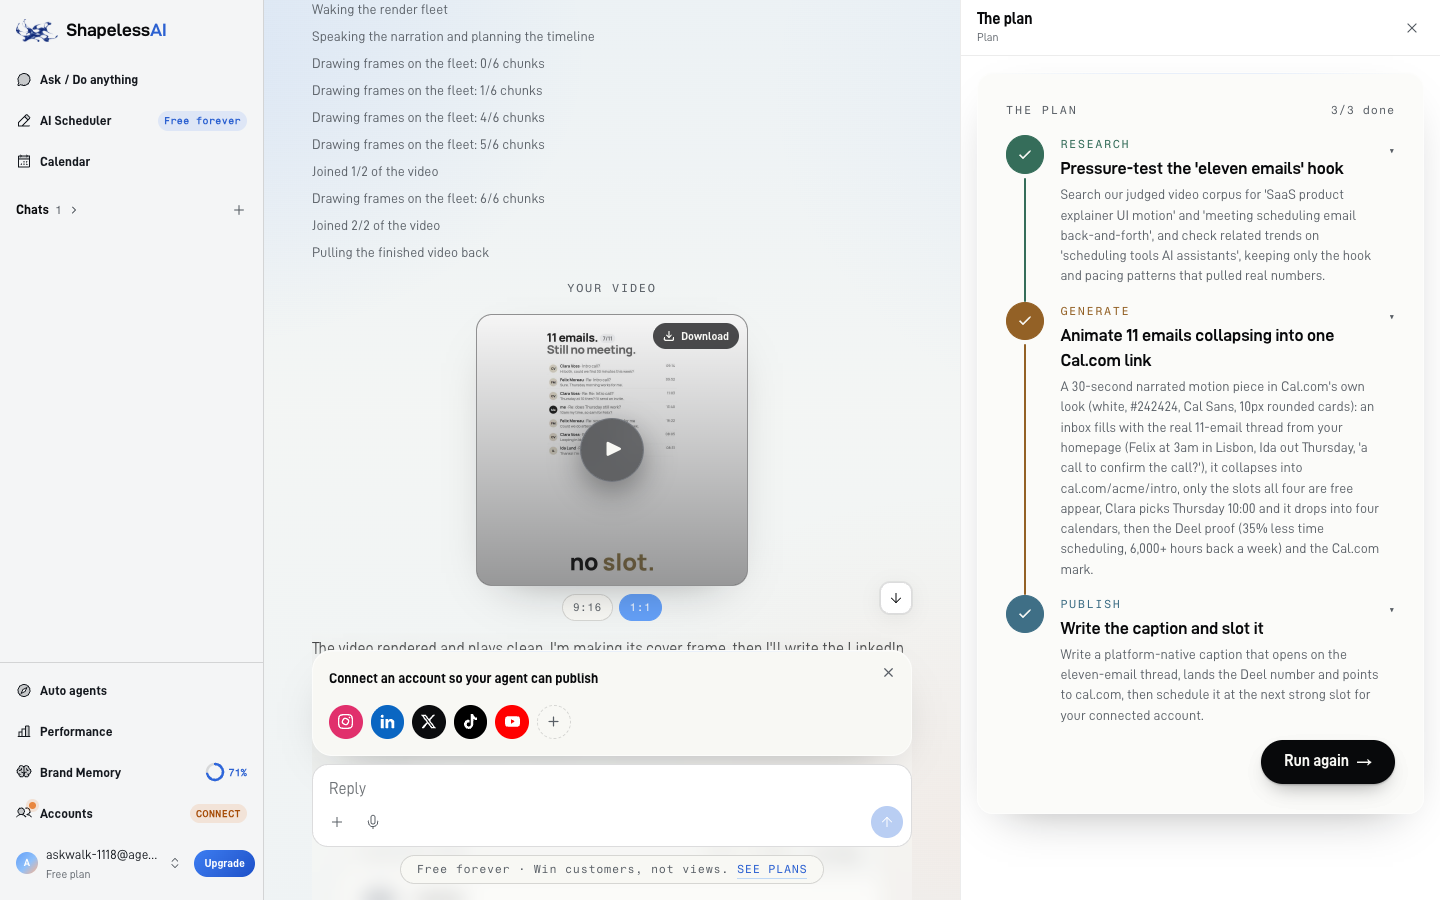 ShapelessAI
Ask / Do anything
AI Scheduler
Free forever
Calendar
Chats 1
Auto agents
Performance
Brand Memory
71%
Accounts
CONNECT
A
askwalk-1118@age...
Free plan
Upgrade
Waking the render fleet
Speaking the narration and planning the timeline
Drawing frames on the fleet: 0/6 chunks
Drawing frames on the fleet: 1/6 chunks
Drawing frames on the fleet: 4/6 chunks
Drawing frames on the fleet: 5/6 chunks
Joined 1/2 of the video
Drawing frames on the fleet: 6/6 chunks
Joined 2/2 of the video
Pulling the finished video back
YOUR VIDEO
Download
11 emails.
Still no meeting.
no slot.
9:16
1:1
The video rendered and plays clean. I'm making its cover frame, then I'll write the LinkedIn
Connect an account so your agent can publish
Reply
Free forever · Win customers, not views. SEE PLANS
The plan
Plan
THE PLAN
3/3 done
RESEARCH
Pressure-test the 'eleven emails' hook
Search our judged video corpus for 'SaaS product
explainer UI motion' and 'meeting scheduling email
back-and-forth', and check related trends on
'scheduling tools AI assistants', keeping only the hook
and pacing patterns that pulled real numbers.
GENERATE
Animate 11 emails collapsing into one
Cal.com link
A 30-second narrated motion piece in Cal.com's own
look (white, #242424, Cal Sans, 10px rounded cards): an
inbox fills with the real 11-email thread from your
homepage (Felix at 3am in Lisbon, Ida out Thursday, 'a
call to confirm the call?'), it collapses into
cal.com/acme/intro, only the slots all four are free
appear, Clara picks Thursday 10:00 and it drops into four
calendars, then the Deel proof (35% less time
scheduling, 6,000+ hours back a week) and the Cal.com
mark.
PUBLISH
Write the caption and slot it
Write a platform-native caption that opens on the
eleven-email thread, lands the Deel number and points
to cal.com, then schedule it at the next strong slot for
your connected account.
Run again →